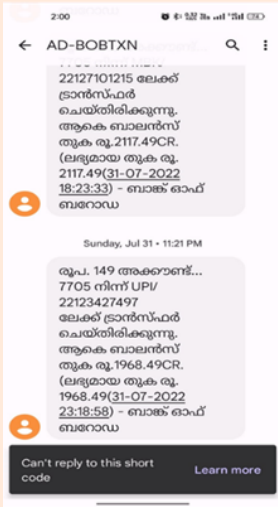 2:00
AD-BOBTXN
22127101215 ലേക്ക്
ട്രാൻസ്ഫർ
ചെയ്തിരിക്കുന്നു.
ആകെ ബാലൻസ്
തുക രൂ.2117.49CR.
(ലഭ്യമായ തുക രൂ.
2117.49(31-07-2022
18:23:33) - ബാങ്ക് ഓഫ്
ബറോഡ
Sunday, Jul 31 • 11:21 PM
രൂപ. 149 അക്കൗണ്ട്...
7705 നിന്ന് UPI/
22123427497
ലേക്ക് ട്രാൻസ്ഫർ
ചെയ്തിരിക്കുന്നു.
ആകെ ബാലൻസ്
തുക രൂ.1968.49CR.
(ലഭ്യമായ തുക രൂ.
1968.49(31-07-2022
23:18:58) - ബാങ്ക് ഓഫ്
ബറോഡ
Can't reply to this short
code
Learn more